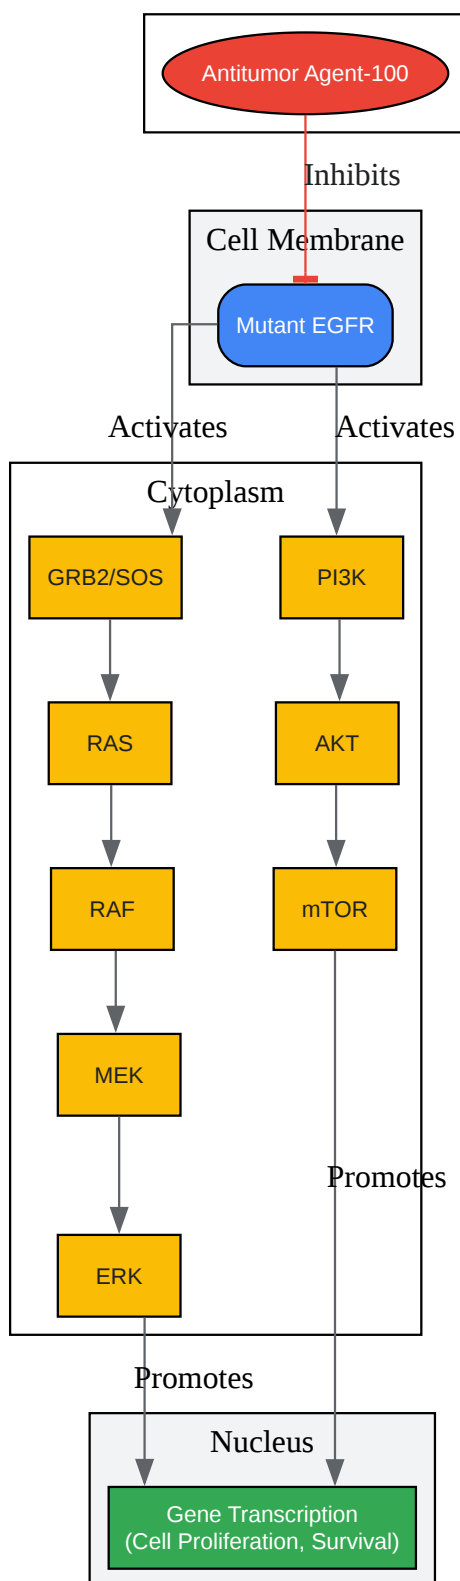 Antitumor Agent-100
Inhibits
Cell Membrane
Mutant EGFR
Activates
Activates
Cytoplasm
GRB2/SOS
PI3K
RAS
AKT
RAF
mTOR
MEK
Promotes
ERK
Promotes
Nucleus
Gene Transcription
(Cell Proliferation, Survival)